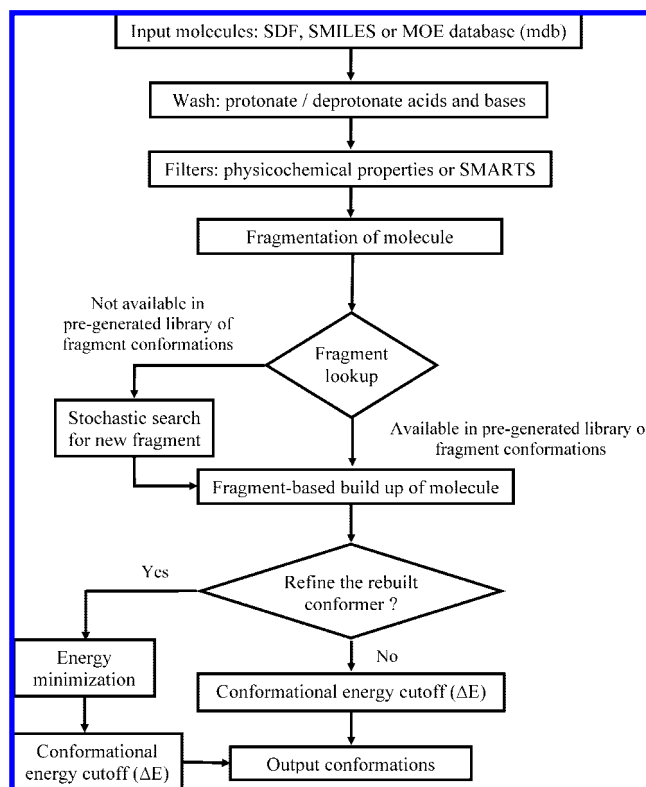 Input molecules: SDF, SMILES or MOE database (mdb)
Wash: protonate / deprotonate acids and bases
Filters: physicochemical properties or SMARTS
Fragmentation of molecule
Not available in
pre-generated library of
fragment conformations
Fragment
lookup
Stochastic search
for new fragment
Available in pre-generated library o
fragment conformations
Fragment-based build up of molecule
Yes
Refine the rebuilt
conformer ?
No
Energy
minimization
Conformational energy cutoff (ΔE)
Conformational
energy cutoff (ΔE)
Output conformations